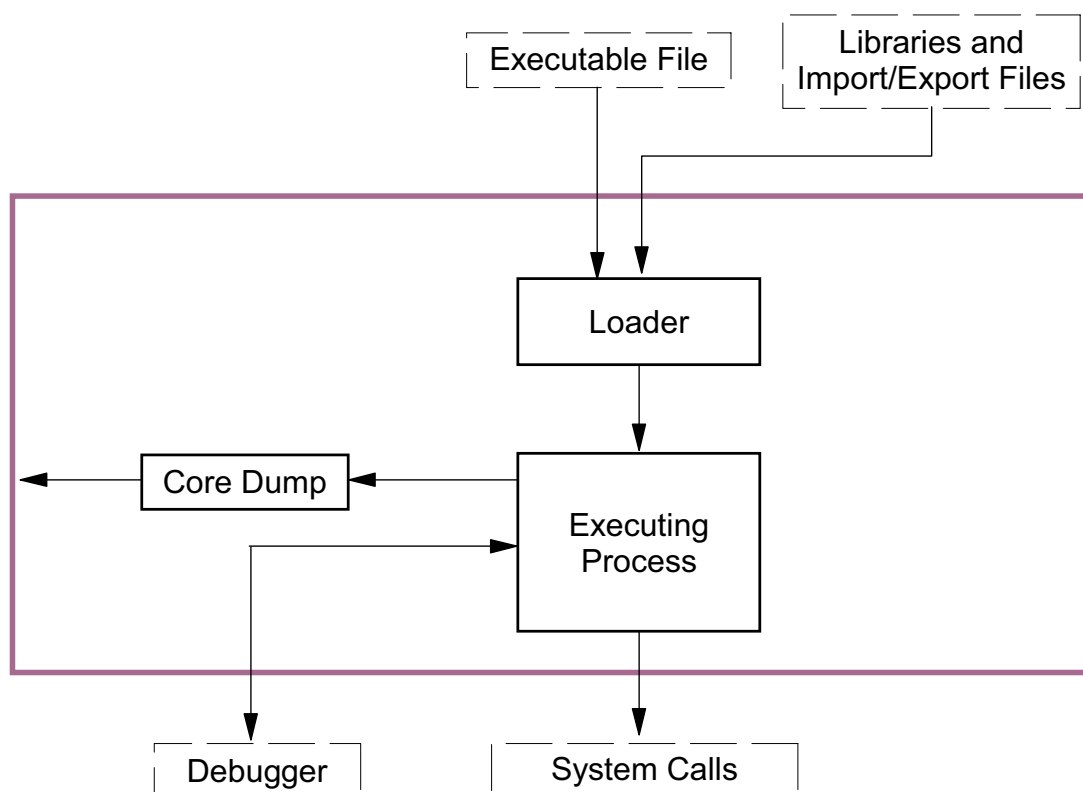 Executable File
Libraries and
Import/Export Files
Loader
Core Dump
Executing
Process
Debugger
System Calls